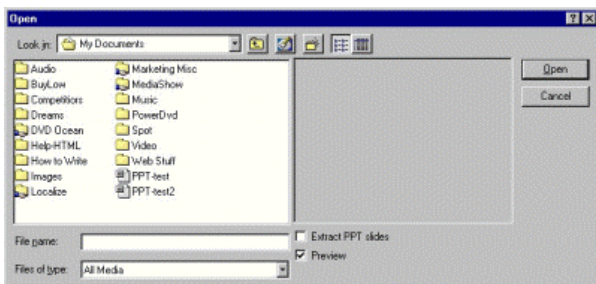 Open
Look in: My Documents
Audio
BuyLow
Competitiors
Dreams
DVD Ocean
Help-HTML
How to Write
Images
Localize
Marketing Misc
MediaShow
Music
PowerDvd
Spot
Video
Web Stuff
PPT-test
PPT-test2
Open
Cancel
File name:
Extract PPT slides
Preview
Files of type: All Media